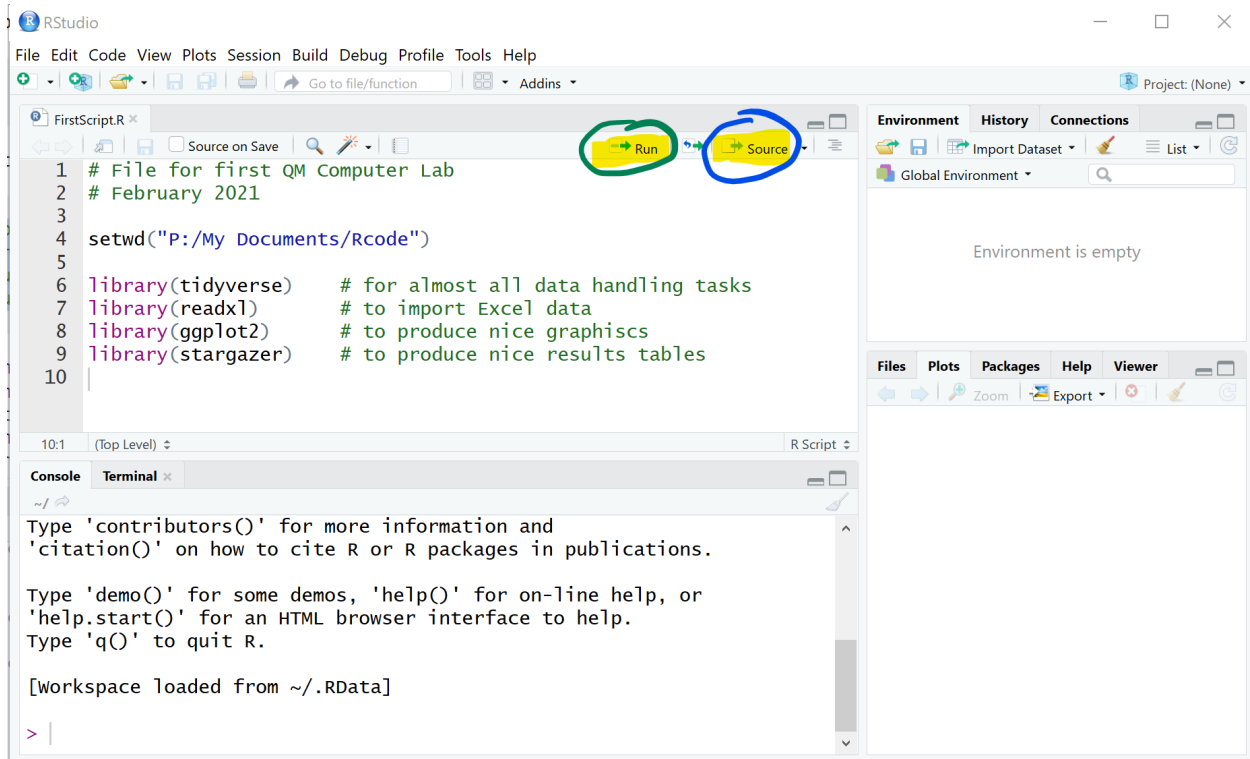 RStudio
File Edit Code View Plots Session Build Debug Profile Tools Help
Go to file/function Addins Project: (None)
FirstScript.R
Source on Save Run Source
1 # File for first QM Computer Lab
2 # February 2021
3
4 setwd("P:/My Documents/Rcode")
5
6 library(tidyverse) # for almost all data handling tasks
7 library(readxl) # to import Excel data
8 library(ggplot2) # to produce nice graphiscs
9 library(stargazer) # to produce nice results tables
10
10:1 (Top Level) R Script
Console Terminal
~/
Type 'contributors()' for more information and
'citation()' on how to cite R or R packages in publications.
Type 'demo()' for some demos, 'help()' for on-line help, or
'help.start()' for an HTML browser interface to help.
Type 'q()' to quit R.
[Workspace loaded from ~/.RData]
>
Environment History Connections
Import Dataset List
Global Environment
Environment is empty
Files Plots Packages Help Viewer
Zoom Export